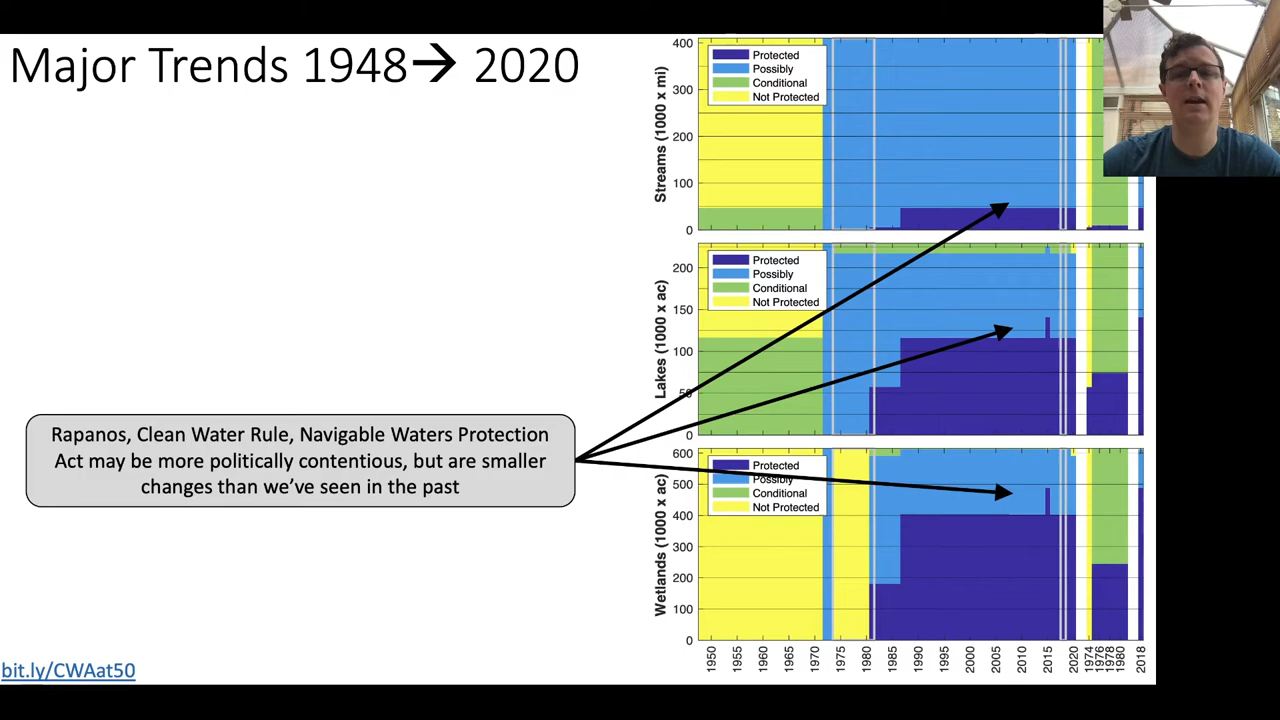 Major Trends 1948→ 2020
Rapanos, Clean Water Rule, Navigable Waters Protection
Act may be more politically contentious, but are smaller
changes than we've seen in the past
bit.ly/CWAat50
Streams (1000 x mi)
400
300
200
100
0
Protected
Possibly
Conditional
Not Protected
Lakes (1000 x ac)
200
150
100
50
0
Protected
Possibly
Conditional
Not Protected
Wetlands (1000 x ac)
600
500
400
300
200
100
0
Protected
Possibly
Conditional
Not Protected
1950 1955 1960 1965 1970 1975 1980 1985 1990 1995 2000 2005 2010 2015 2020 1974 1976 1978 1980 2018